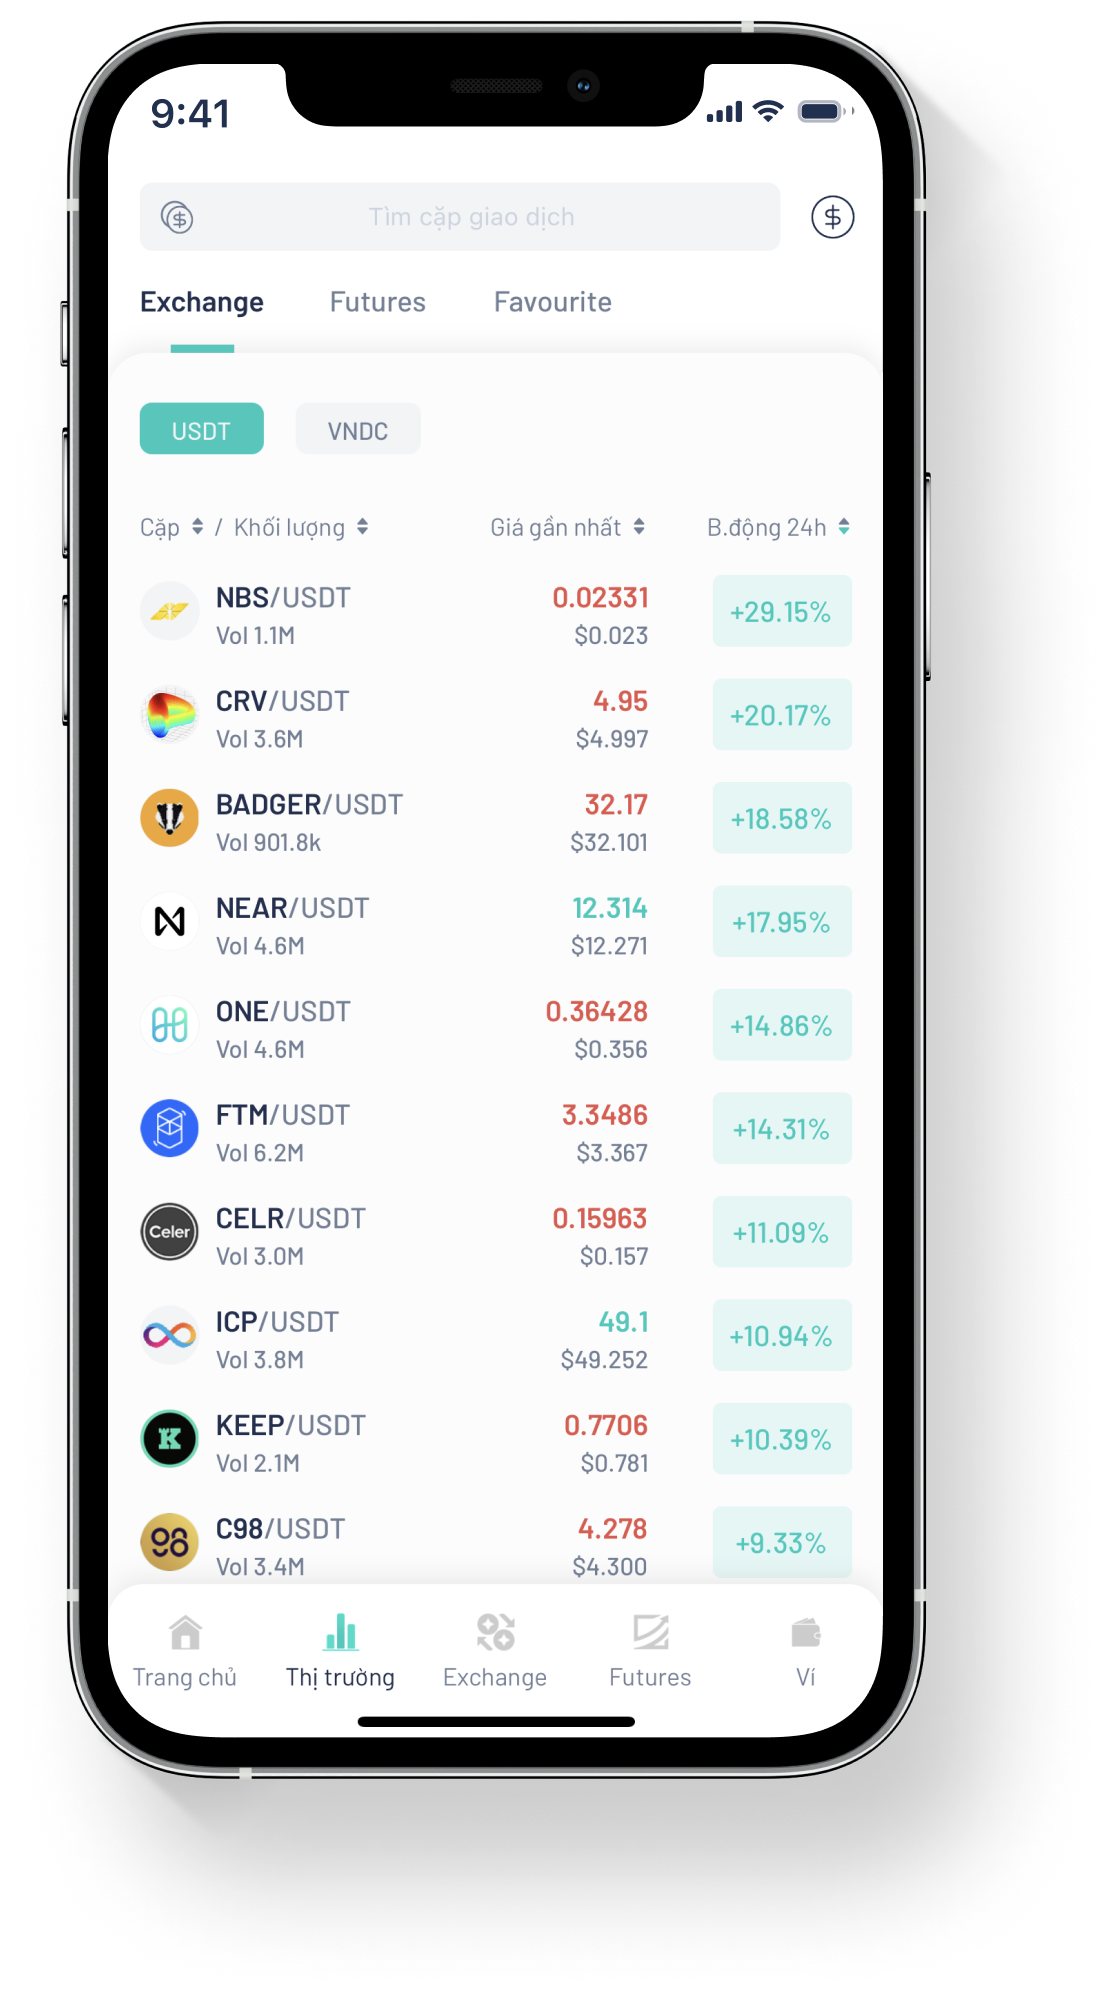 9:41
Tìm cặp giao dịch
Exchange Futures Favourite
USDT VNDC
Cặp / Khối lượng Giá gần nhất B.động 24h
NBS/USDT 0.02331 +29.15%
Vol 1.1M $0.023
CRV/USDT 4.95 +20.17%
Vol 3.6M $4.997
BADGER/USDT 32.17 +18.58%
Vol 901.8k $32.101
NEAR/USDT 12.314 +17.95%
Vol 4.6M $12.271
ONE/USDT 0.36428 +14.86%
Vol 4.6M $0.356
FTM/USDT 3.3486 +14.31%
Vol 6.2M $3.367
Celer CELR/USDT 0.15963 +11.09%
Vol 3.0M $0.157
ICP/USDT 49.1 +10.94%
Vol 3.8M $49.252
KEEP/USDT 0.7706 +10.39%
Vol 2.1M $0.781
C98/USDT 4.278 +9.33%
Vol 3.4M $4.300
Trang chủ Thị trường Exchange Futures Ví